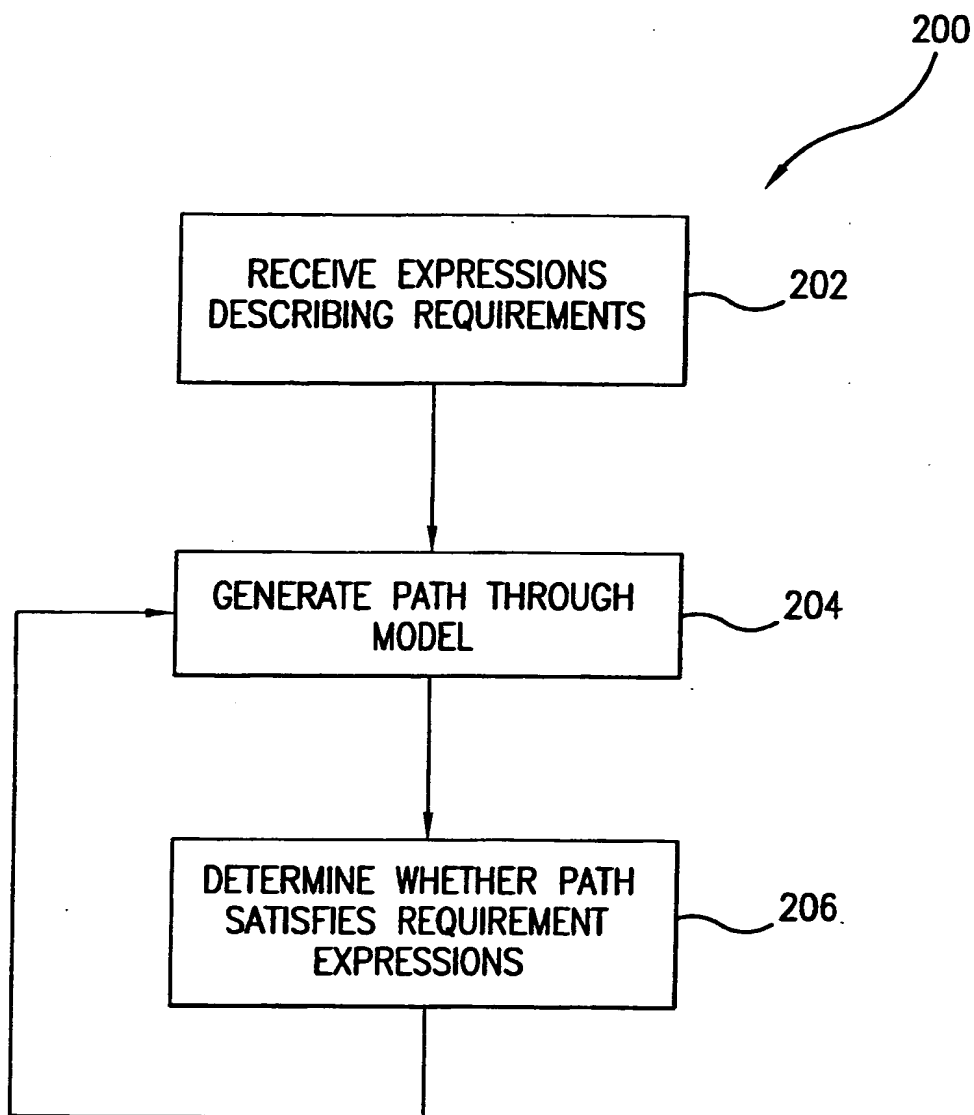 200
RECEIVE EXPRESSIONS
DESCRIBING REQUIREMENTS
202
GENERATE PATH THROUGH
MODEL
204
DETERMINE WHETHER PATH
SATISFIES REQUIREMENT
EXPRESSIONS
206